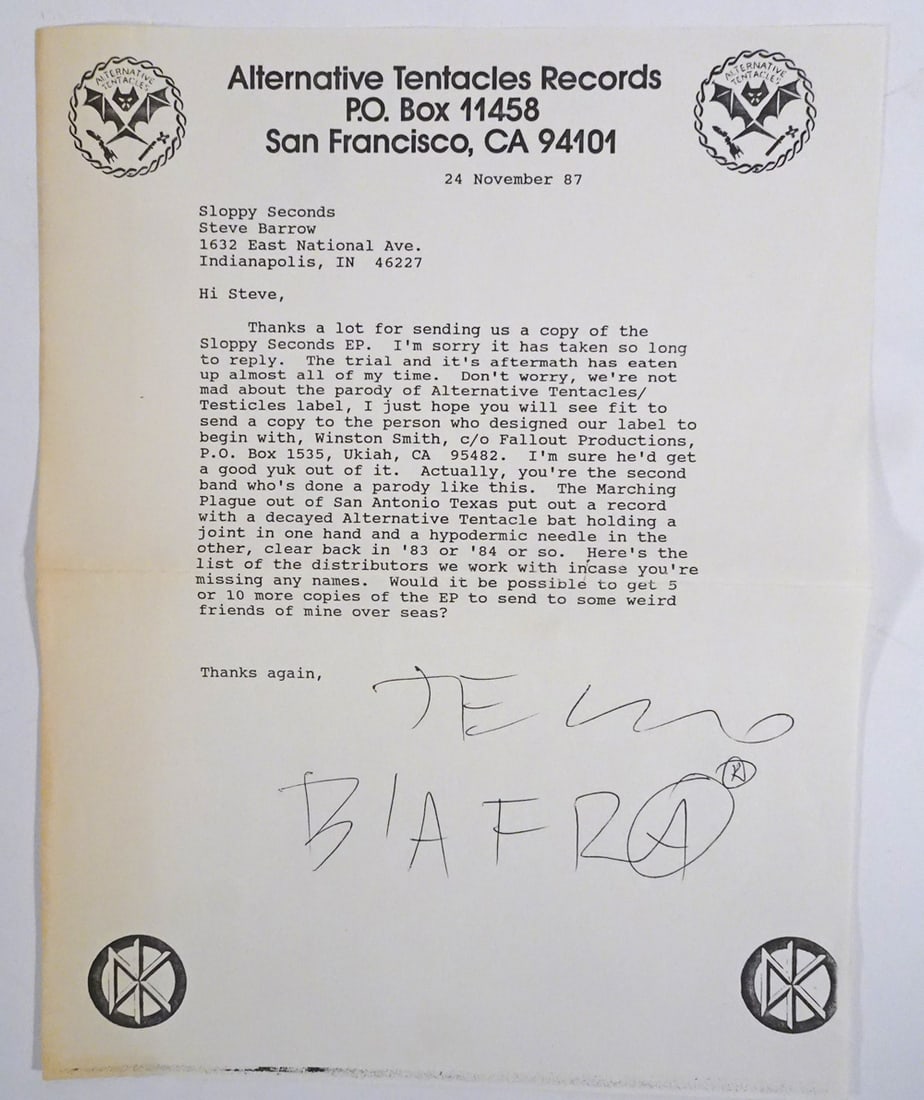 ALTERNATIVE TENTACLES
Alternative Tentacles Records
P.O. Box 11458
San Francisco, CA 94101
ALTERNATIVE TENTACLES
24 November 87
Sloppy Seconds
Steve Barrow
1632 East National Ave.
Indianapolis, IN  46227
Hi Steve,
Thanks a lot for sending us a copy of the
Sloppy Seconds EP.  I'm sorry it has taken so long
to reply.  The trial and it's aftermath has eaten
up almost all of my time.  Don't worry, we're not
mad about the parody of Alternative Tentacles/
Testicles label, I just hope you will see fit to
send a copy to the person who designed our label to
begin with, Winston Smith, c/o Fallout Productions,
P.O. Box 1535, Ukiah, CA  95482.  I'm sure he'd get
a good yuk out of it.  Actually, you're the second
band who's done a parody like this.  The Marching
Plague out of San Antonio Texas put out a record
with a decayed Alternative Tentacle bat holding a
joint in one hand and a hypodermic needle in the
other, clear back in '83 or '84 or so.  Here's the
list of the distributors we work with incase you're
missing any names.  Would it be possible to get 5
or 10 more copies of the EP to send to some weird
friends of mine over seas?
Thanks again,
JE
BIAFRA ®
DK
DK